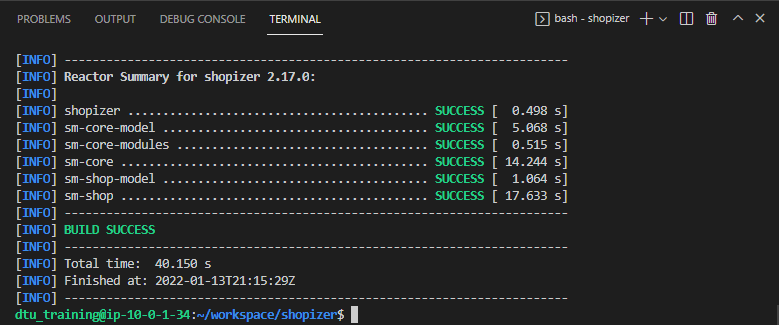 PROBLEMS OUTPUT DEBUG CONSOLE TERMINAL bash - shopizer
[INFO] ------------------------------------------------------------------------
[INFO] Reactor Summary for shopizer 2.17.0:
[INFO]
[INFO] shopizer ........................................... SUCCESS [  0.498 s]
[INFO] sm-core-model ...................................... SUCCESS [  5.068 s]
[INFO] sm-core-modules .................................... SUCCESS [  0.515 s]
[INFO] sm-core ............................................ SUCCESS [ 14.244 s]
[INFO] sm-shop-model ...................................... SUCCESS [  1.064 s]
[INFO] sm-shop ............................................ SUCCESS [ 17.633 s]
[INFO] ------------------------------------------------------------------------
[INFO] BUILD SUCCESS
[INFO] ------------------------------------------------------------------------
[INFO] Total time:  40.150 s
[INFO] Finished at: 2022-01-13T21:15:29Z
[INFO] ------------------------------------------------------------------------
dtu_training@ip-10-0-1-34:~/workspace/shopizer$